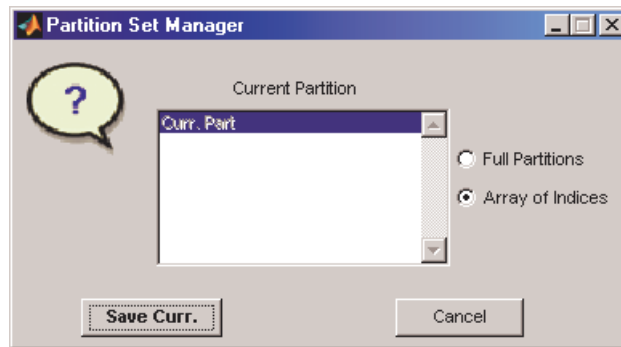 Partition Set Manager
?
Current Partition
Curr. Part
Full Partitions
Array of Indices
Save Curr.
Cancel